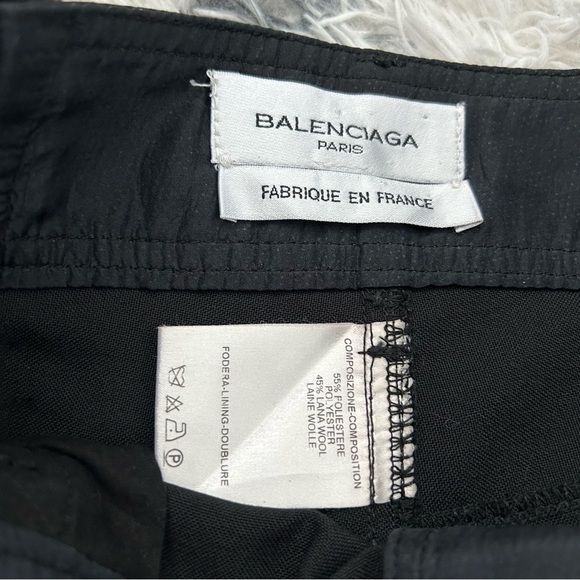 BALENCIAGA
PARIS
FABRIQUE EN FRANCE
COMPOSIZIONE-COMPOSITION
55% POLIESTERE
POLYESTER
45% LANA WOOL
LAINE WOLLE
FODERA-LINING-DOUBLURE
P